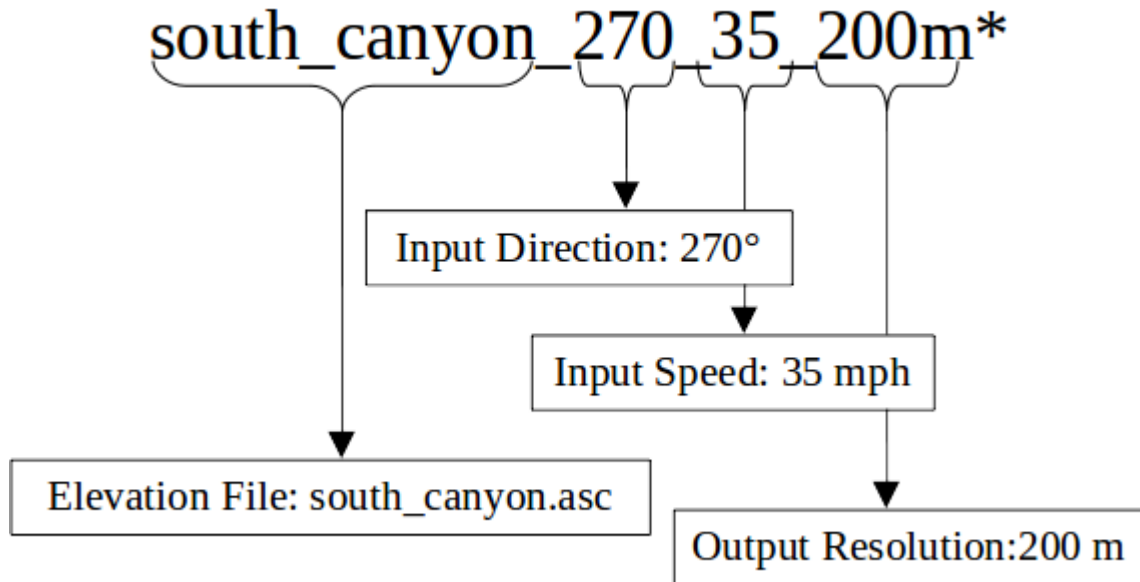 south_canyon_270_35_200m*
Input Direction: 270°
Input Speed: 35 mph
Elevation File: south_canyon.asc
Output Resolution:200 m